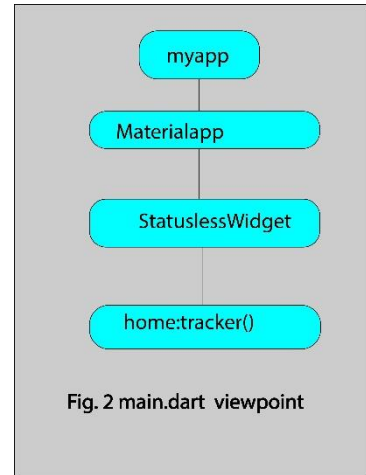 myapp
Materialapp
StatuslessWidget
home:tracker()
Fig. 2 main.dart viewpoint